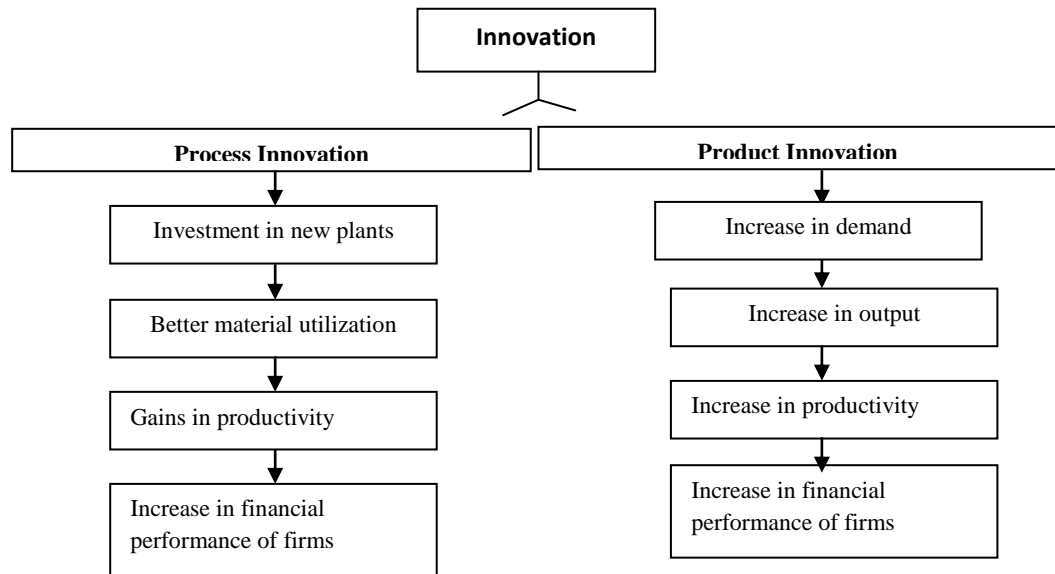 Innovation
Process Innovation
Product Innovation
Investment in new plants
Increase in demand
Better material utilization
Increase in output
Gains in productivity
Increase in productivity
Increase in financial
performance of firms
Increase in financial
performance of firms